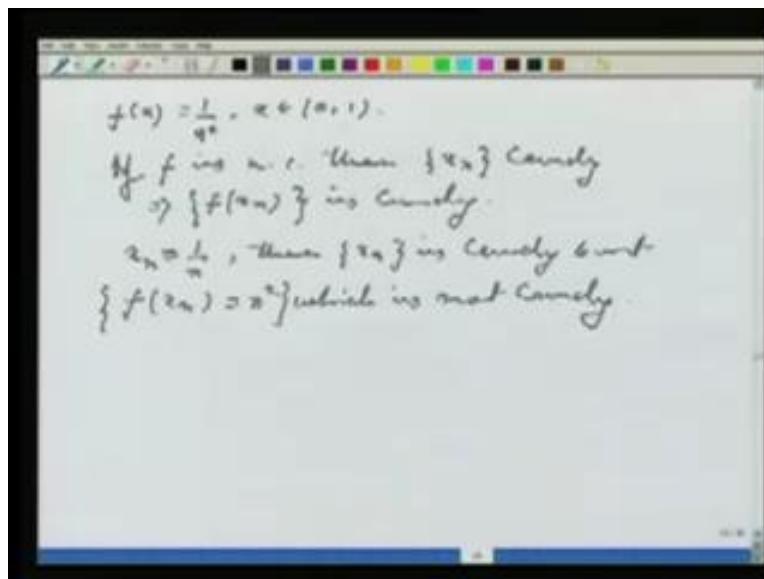 f(x) = 1/x², x ∈ (0, 1).
If f is u.c. then {xₙ} Cauchy
⇒ {f(xₙ)} is Cauchy.
xₙ = 1/n, then {xₙ} is Cauchy but
{f(xₙ) = n²} which is not Cauchy.